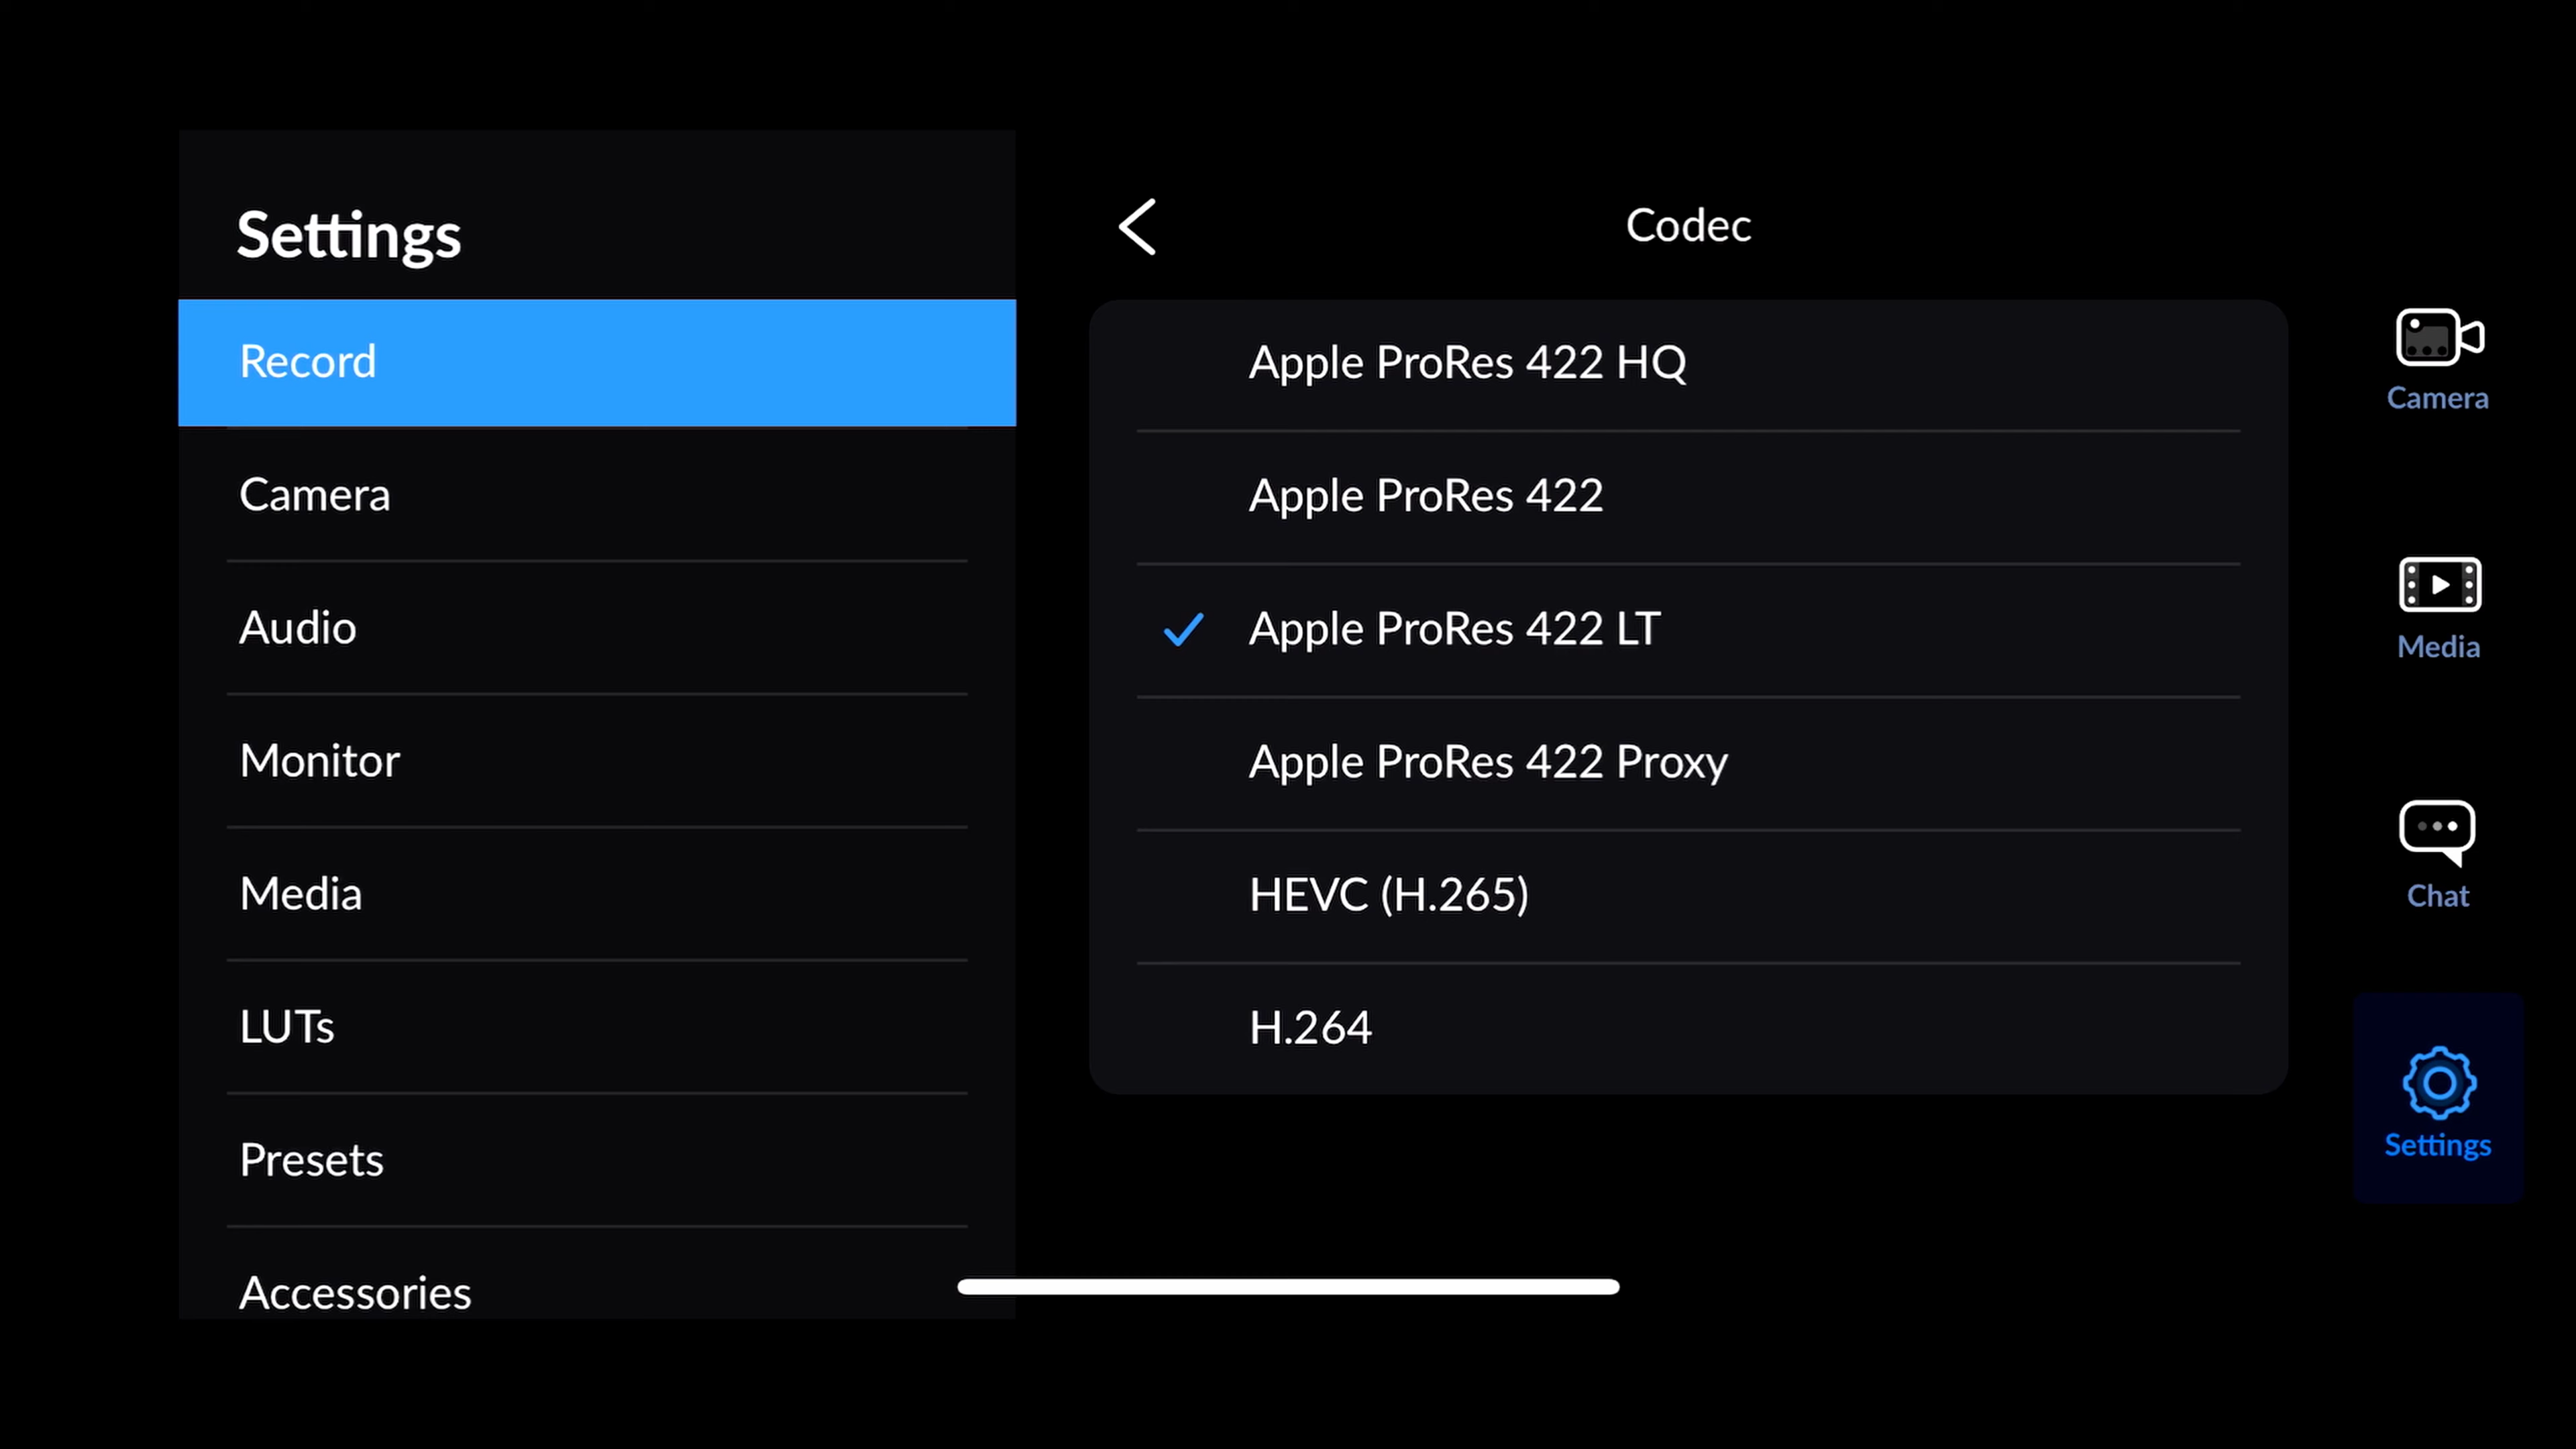 Settings
Record
Camera
Audio
Monitor
Media
LUTs
Presets
Accessories
Codec
Apple ProRes 422 HQ
Apple ProRes 422
Apple ProRes 422 LT
Apple ProRes 422 Proxy
HEVC (H.265)
H.264
Camera
Media
Chat
Settings